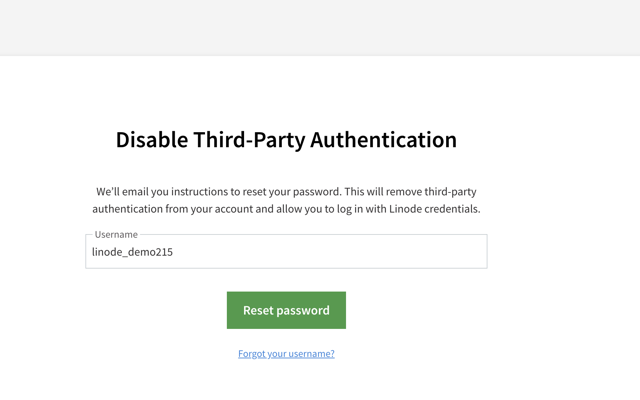 Disable Third-Party Authentication
We'll email you instructions to reset your password. This will remove third-party
authentication from your account and allow you to log in with Linode credentials.
Username
linode_demo215
Reset password
Forgot your username?